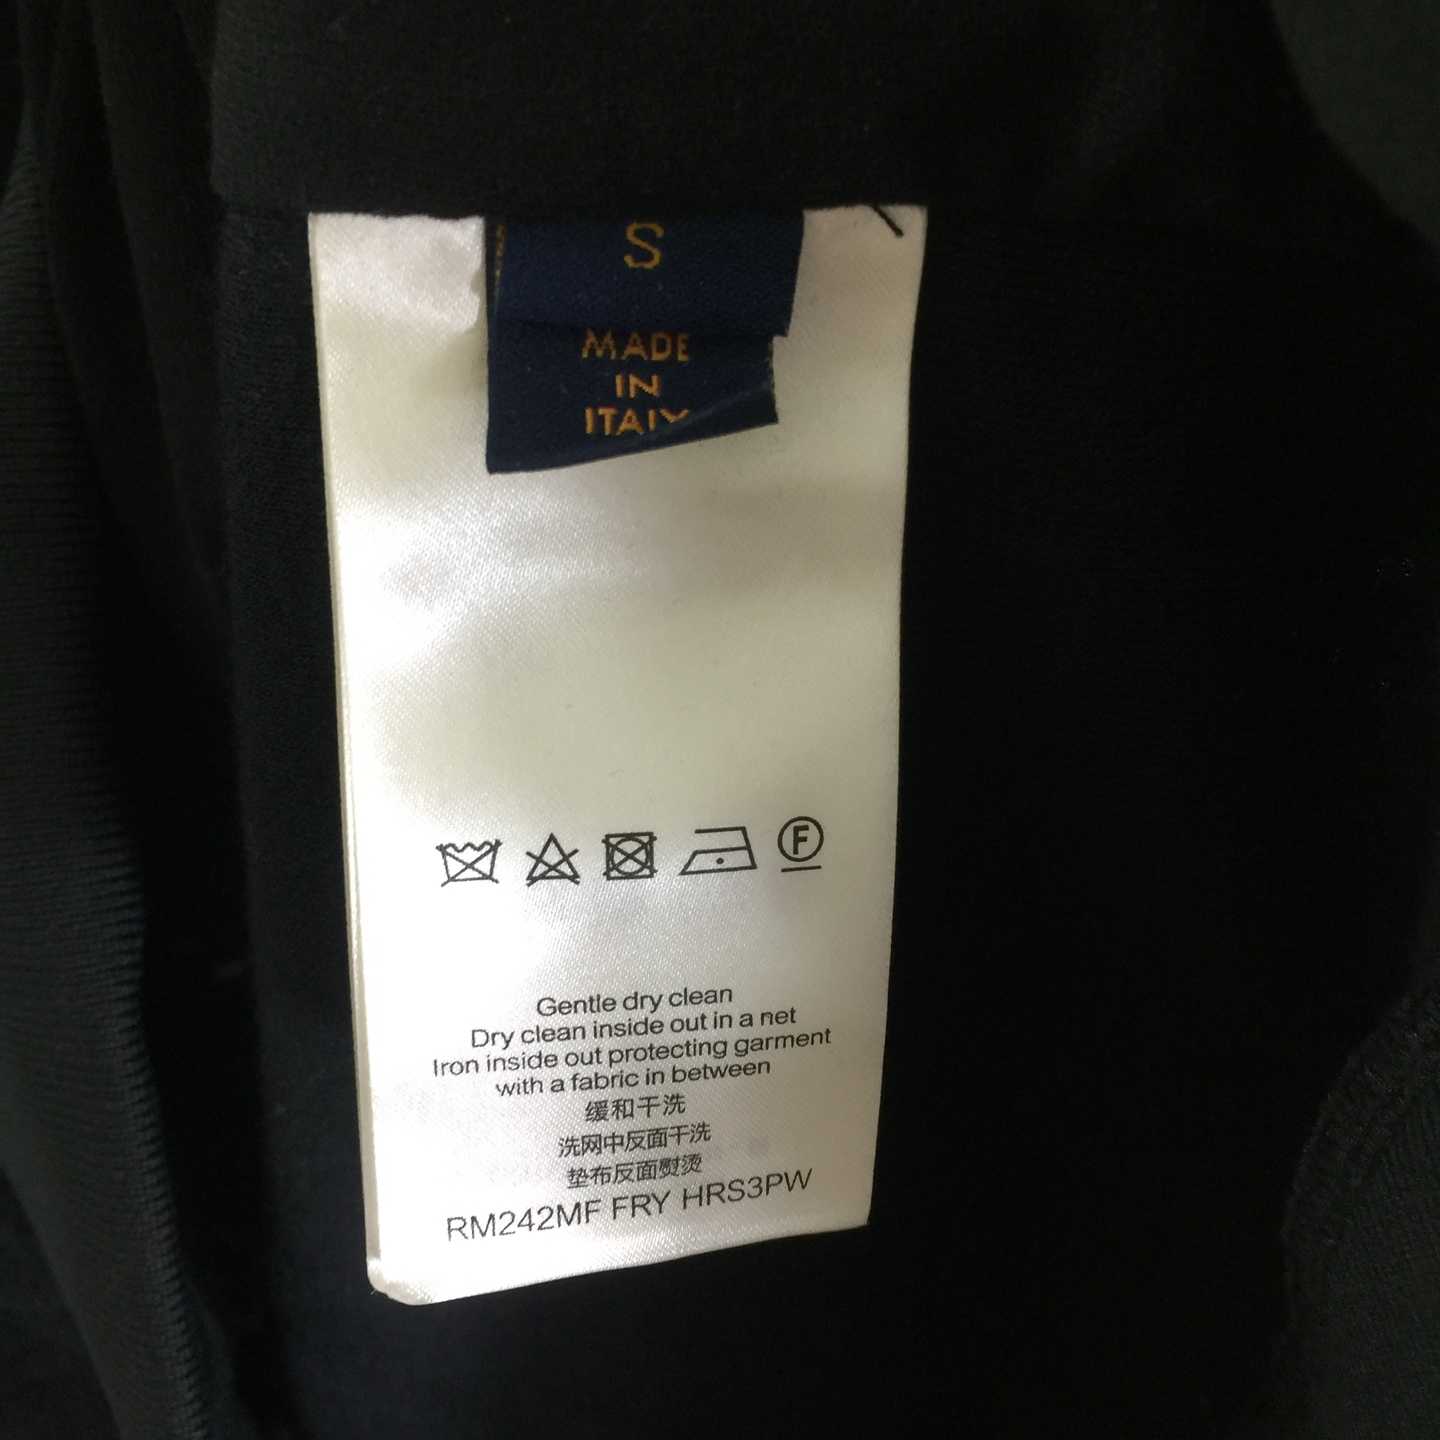 S
MADE
IN
ITALY
F
Gentle dry clean
Dry clean inside out in a net
Iron inside out protecting garment
with a fabric in between
缓和干洗
洗网中反面干洗
垫布反面熨烫
RM242MF FRY HRS3PW